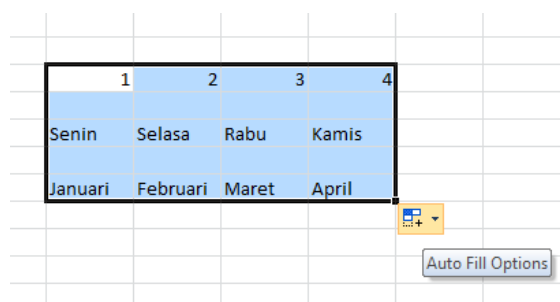 1 2 3 4
Senin Selasa Rabu Kamis
Januari Februari Maret April
Auto Fill Options